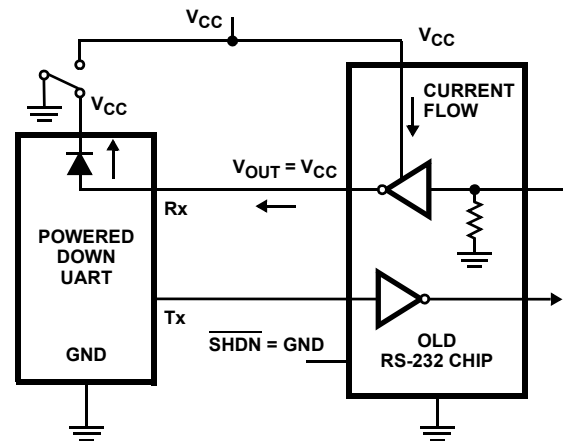 VCC
VCC
VCC
CURRENT
FLOW
VOUT = VCC
Rx
POWERED
DOWN
UART
Tx
GND
SHDN = GND
OLD
RS-232 CHIP